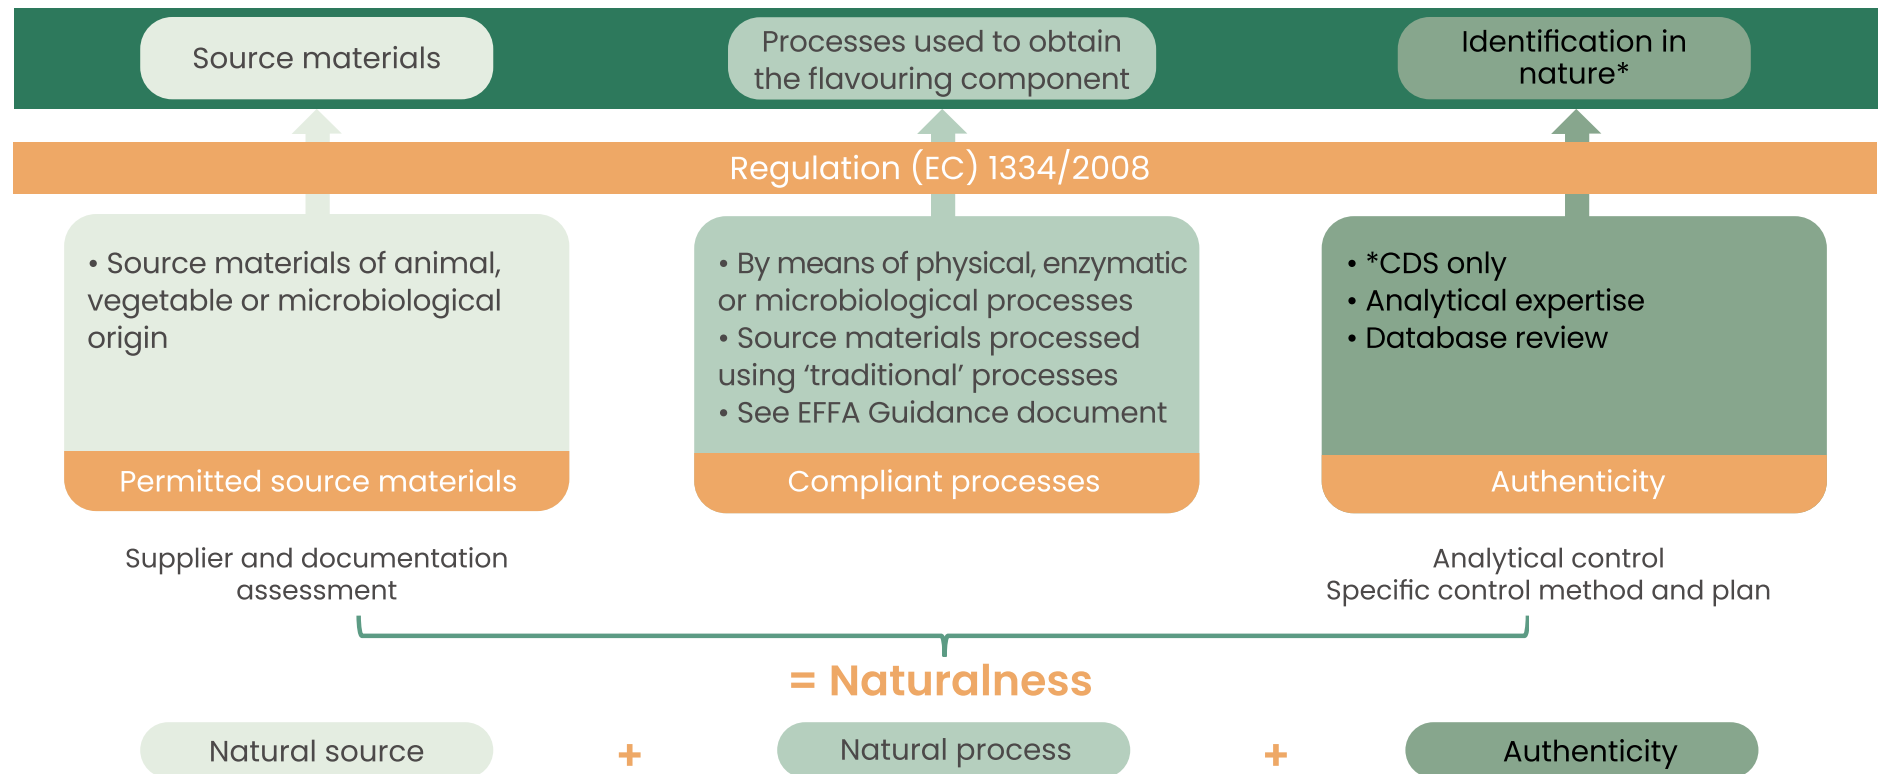 Source materials
Processes used to obtain
the flavouring component
Identification in
nature*
Regulation (EC) 1334/2008
• Source materials of animal,
vegetable or microbiological
origin
Permitted source materials
• By means of physical, enzymatic
or microbiological processes
• Source materials processed
using ‘traditional’ processes
• See EFFA Guidance document
Compliant processes
• *CDS only
• Analytical expertise
• Database review
Authenticity
Supplier and documentation
assessment
Analytical control
Specific control method and plan
= Naturalness
Natural source
+
Natural process
+
Authenticity